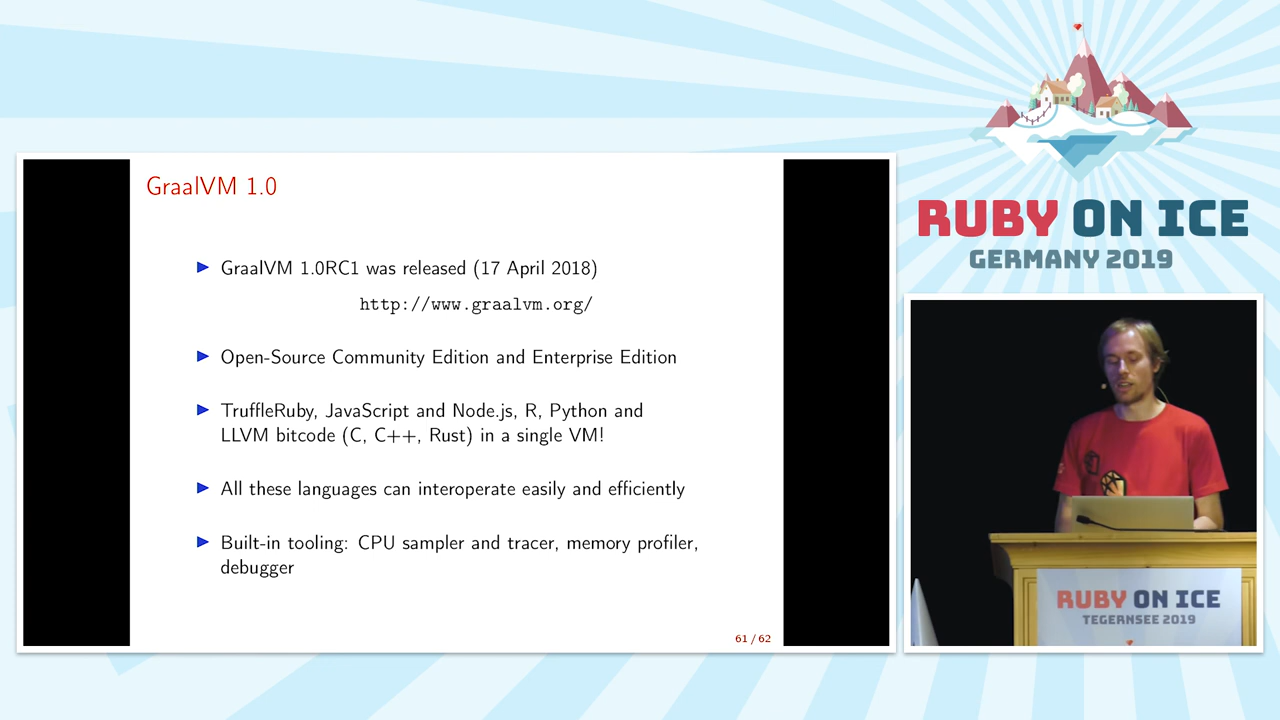 GraalVM 1.0
▶ GraalVM 1.0RC1 was released (17 April 2018)
http://www.graalvm.org/
▶ Open-Source Community Edition and Enterprise Edition
▶ TruffleRuby, JavaScript and Node.js, R, Python and
LLVM bitcode (C, C++, Rust) in a single VM!
▶ All these languages can interoperate easily and efficiently
▶ Built-in tooling: CPU sampler and tracer, memory profiler,
debugger
61 / 62
RUBY ON ICE
GERMANY 2019
RUBY ON ICE
TEGERNSEE 2019